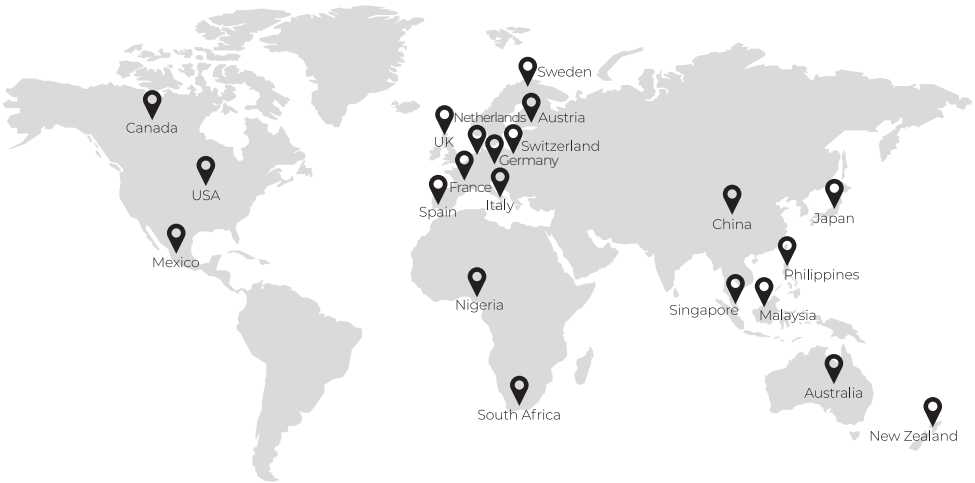 Sweden
Canada
Netherlands
Austria
UK
Switzerland
Germany
USA
France
Italy
Spain
China
Japan
Mexico
Philippines
Nigeria
Singapore
Malaysia
Australia
South Africa
New Zealand